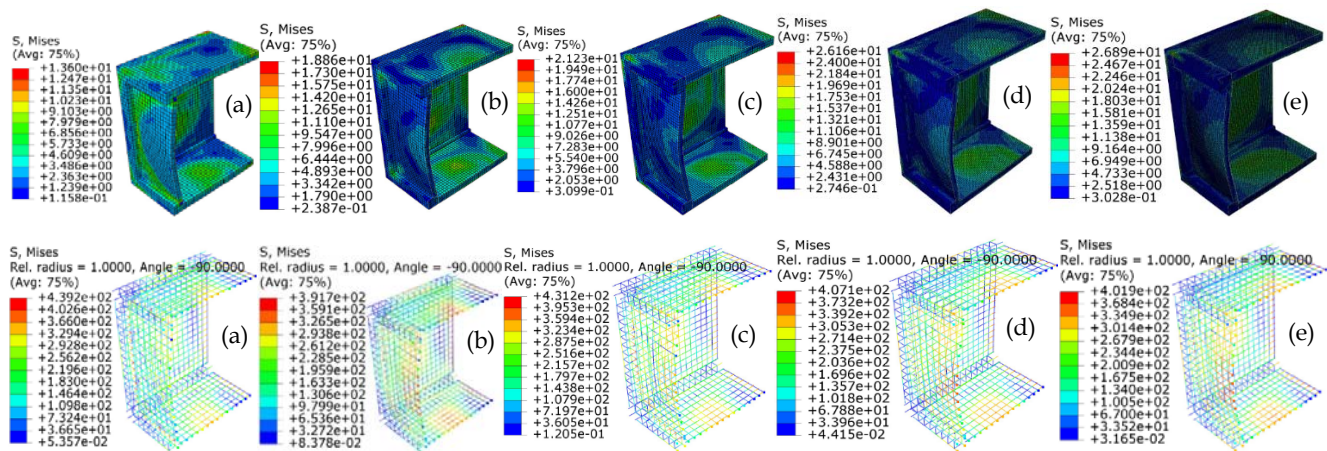 S, Mises
(Avg: 75%)
+1.360e+01
+1.247e+01
+1.135e+01
+1.023e+01
+9.103e+00
+7.979e+00
+6.856e+00
+5.733e+00
+4.609e+00
+3.486e+00
+2.363e+00
+1.239e+00
+1.158e-01
(a)
S, Mises
(Avg: 75%)
+1.886e+01
+1.730e+01
+1.575e+01
+1.420e+01
+1.265e+01
+1.110e+01
+9.547e+00
+7.996e+00
+6.444e+00
+4.893e+00
+3.342e+00
+1.790e+00
+2.387e-01
(b)
S, Mises
(Avg: 75%)
+2.123e+01
+1.949e+01
+1.774e+01
+1.600e+01
+1.426e+01
+1.251e+01
+1.077e+01
+9.026e+00
+7.283e+00
+5.540e+00
+3.796e+00
+2.053e+00
+3.099e-01
(c)
S, Mises
(Avg: 75%)
+2.616e+01
+2.400e+01
+2.184e+01
+1.969e+01
+1.753e+01
+1.537e+01
+1.321e+01
+1.106e+01
+8.901e+00
+6.745e+00
+4.588e+00
+2.431e+00
+2.746e-01
(d)
S, Mises
(Avg: 75%)
+2.689e+01
+2.467e+01
+2.246e+01
+2.024e+01
+1.803e+01
+1.581e+01
+1.359e+01
+1.138e+01
+9.164e+00
+6.949e+00
+4.733e+00
+2.518e+00
+3.028e-01
(e)
S, Mises
Rel. radius = 1.0000, Angle = -90.0000
(Avg: 75%)
+4.392e+02
+4.026e+02
+3.660e+02
+3.294e+02
+2.928e+02
+2.562e+02
+2.196e+02
+1.830e+02
+1.464e+02
+1.098e+02
+7.324e+01
+3.665e+01
+5.357e-02
(a)
S, Mises
Rel. radius = 1.0000, Angle = -90.0000
(Avg: 75%)
+3.917e+02
+3.591e+02
+3.265e+02
+2.938e+02
+2.612e+02
+2.285e+02
+1.959e+02
+1.633e+02
+1.306e+02
+9.799e+01
+6.536e+01
+3.272e+01
+8.378e-02
(b)
S, Mises
Rel. radius = 1.0000, Angle = -90.0000
(Avg: 75%)
+4.312e+02
+3.953e+02
+3.594e+02
+3.234e+02
+2.875e+02
+2.516e+02
+2.157e+02
+1.797e+02
+1.438e+02
+1.079e+02
+7.197e+01
+3.605e+01
+1.205e-01
(c)
S, Mises
Rel. radius = 1.0000, Angle = -90.0000
(Avg: 75%)
+4.071e+02
+3.732e+02
+3.392e+02
+3.053e+02
+2.714e+02
+2.375e+02
+2.036e+02
+1.696e+02
+1.357e+02
+1.018e+02
+6.788e+01
+3.396e+01
+4.415e-02
(d)
S, Mises
Rel. radius = 1.0000, Angle = -90.0000
(Avg: 75%)
+4.019e+02
+3.684e+02
+3.349e+02
+3.014e+02
+2.679e+02
+2.344e+02
+2.009e+02
+1.675e+02
+1.340e+02
+1.005e+02
+6.700e+01
+3.352e+01
+3.165e-02
(e)